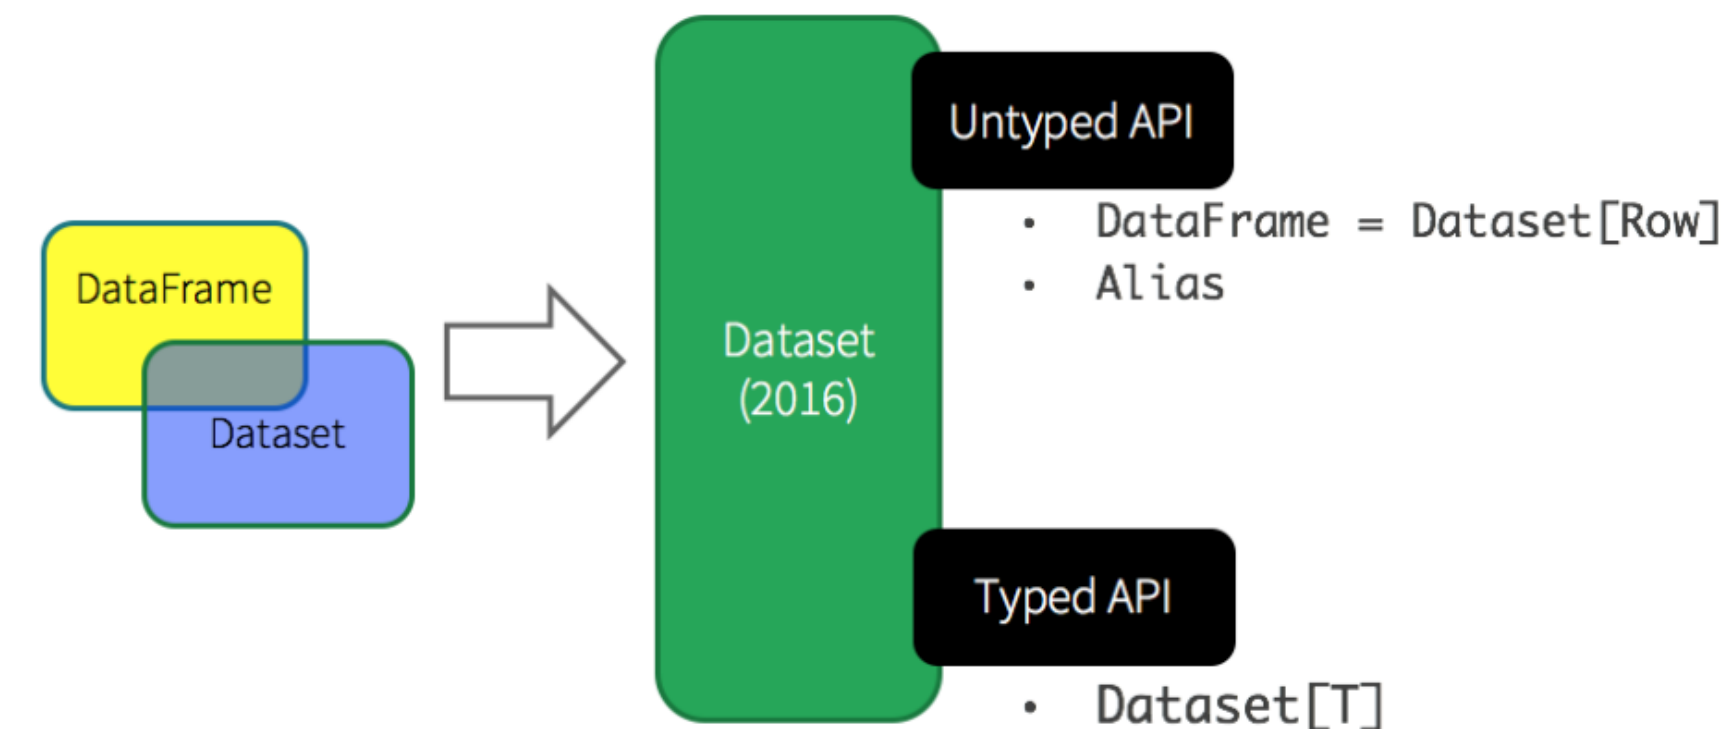 DataFrame
Dataset
Dataset
(2016)
Untyped API
• DataFrame = Dataset[Row]
• Alias
Typed API
• Dataset[T]